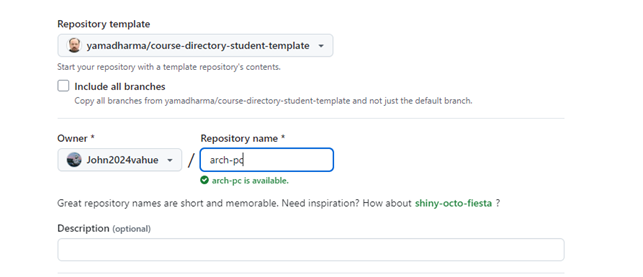 Repository template
yamadharma/course-directory-student-template
Start your repository with a template repository's contents.
Include all branches
Copy all branches from yamadharma/course-directory-student-template and not just the default branch.
Owner * Repository name *
John2024vahue / arch-pc
arch-pc is available.
Great repository names are short and memorable. Need inspiration? How about shiny-octo-fiesta ?
Description (optional)